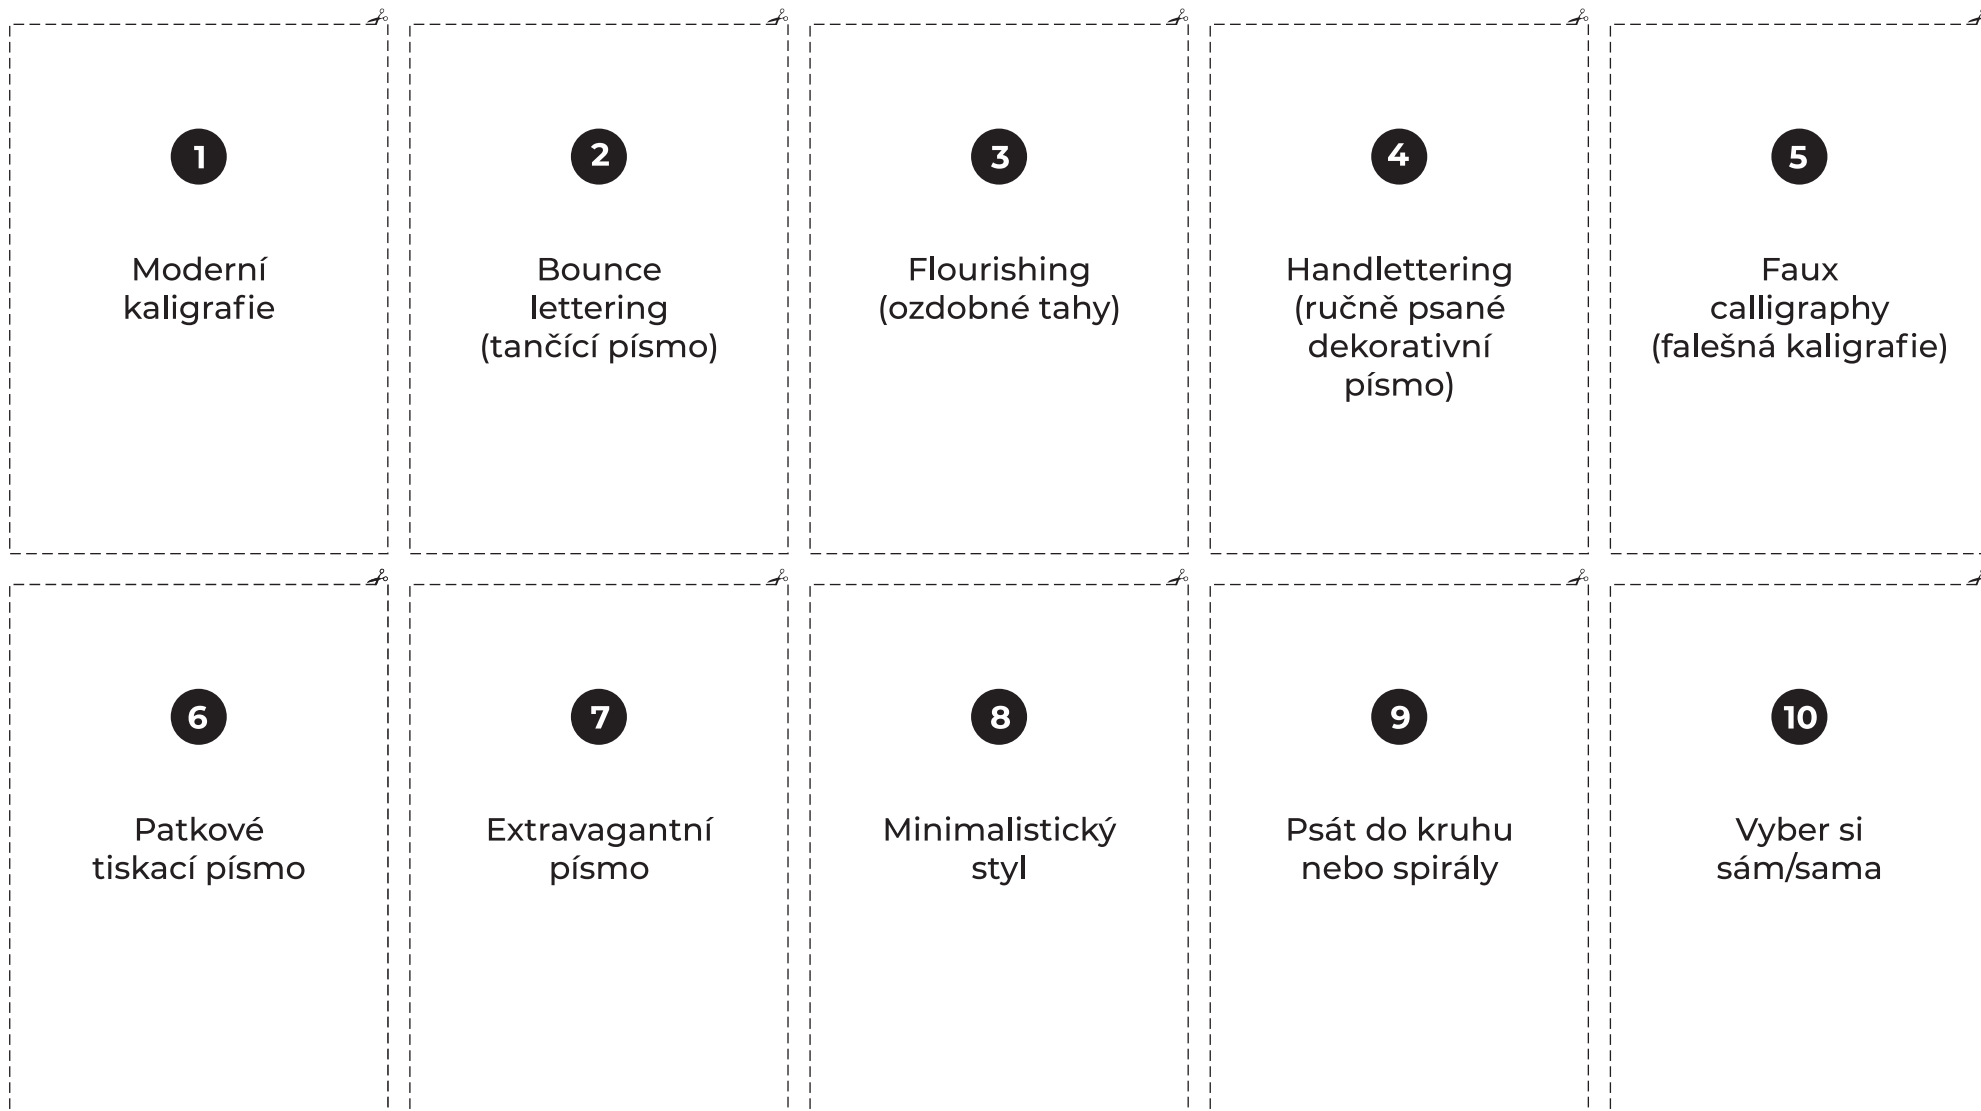 1
Moderní
kaligrafie
2
Bounce
lettering
(tančící písmo)
3
Flourishing
(ozdobné tahy)
4
Handlettering
(ručně psané
dekorativní
písmo)
5
Faux
calligraphy
(falešná kaligrafie)
6
Patkové
tiskací písmo
7
Extravagantní
písmo
8
Minimalistický
styl
9
Psát do kruhu
nebo spirály
10
Vyber si
sám/sama